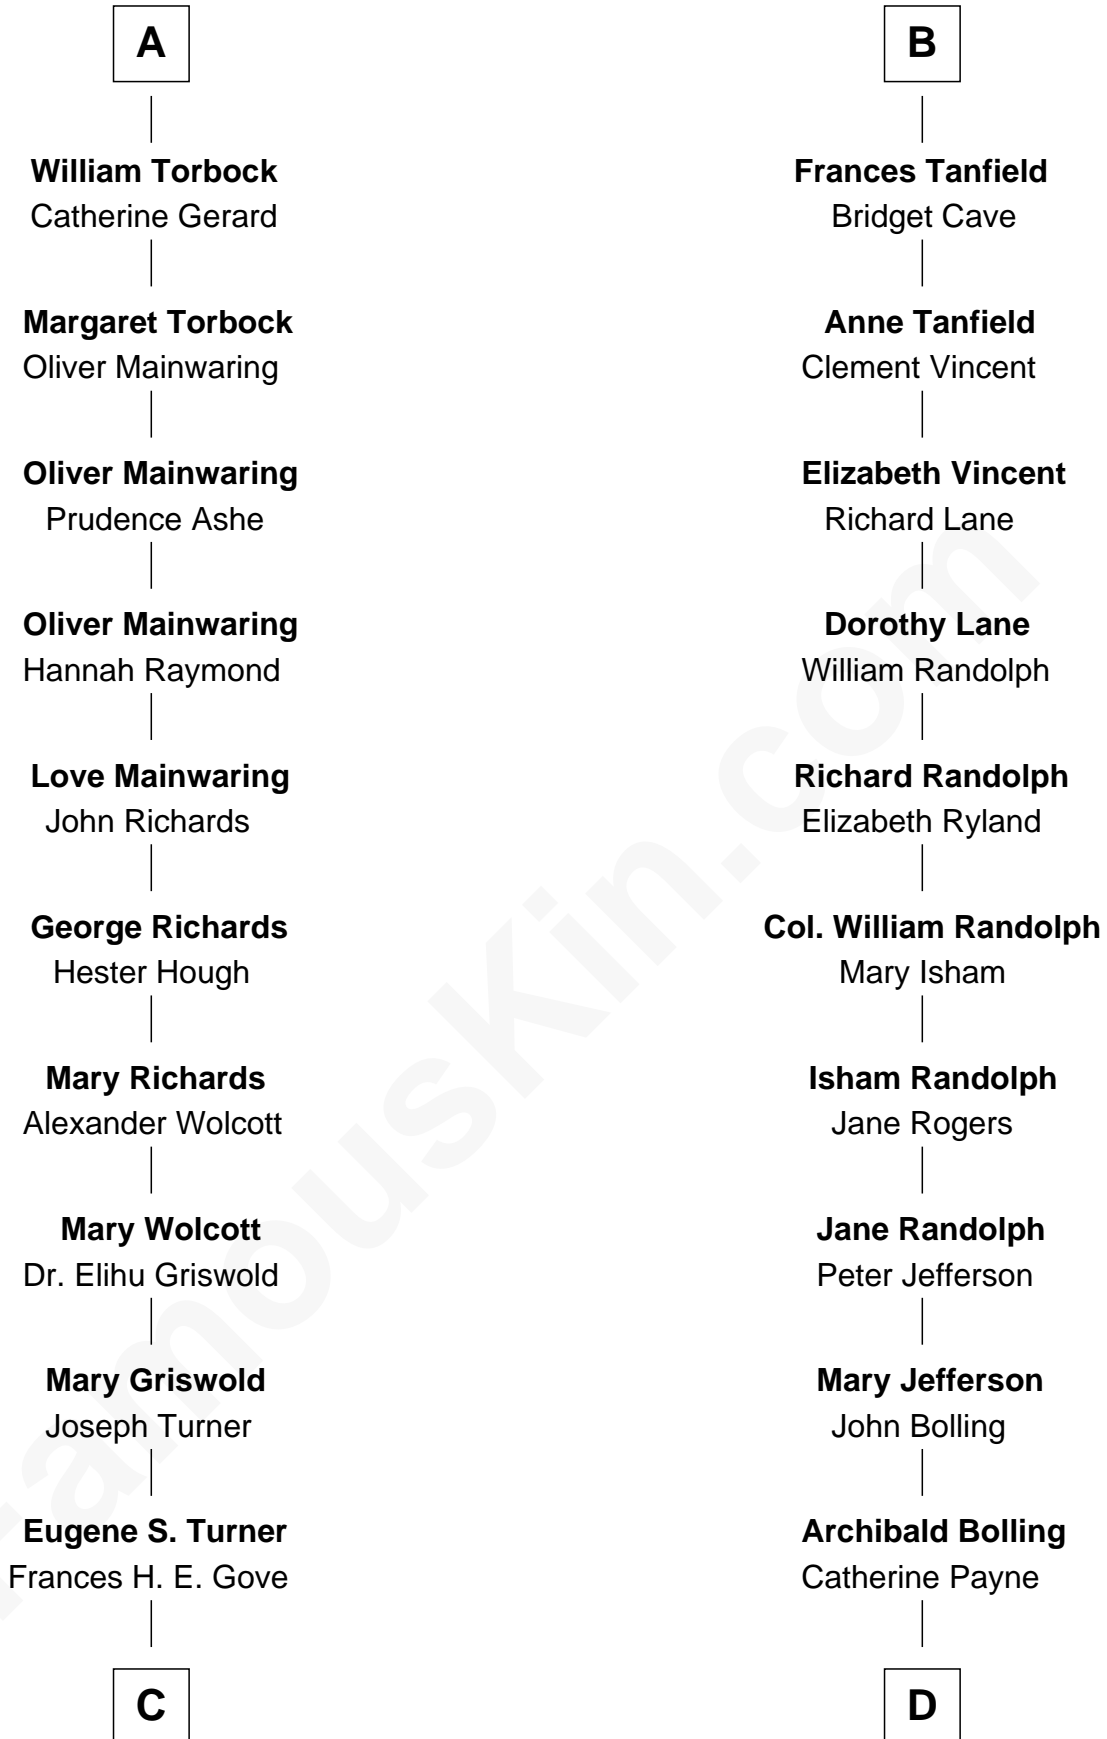 A
William Torbock
Catherine Gerard
Margaret Torbock
Oliver Mainwaring
Oliver Mainwaring
Prudence Ashe
Oliver Mainwaring
Hannah Raymond
Love Mainwaring
John Richards
George Richards
Hester Hough
Mary Richards
Alexander Wolcott
Mary Wolcott
Dr. Elihu Griswold
Mary Griswold
Joseph Turner
Eugene S. Turner
Frances H. E. Gove
C
B
Frances Tanfield
Bridget Cave
Anne Tanfield
Clement Vincent
Elizabeth Vincent
Richard Lane
Dorothy Lane
William Randolph
Richard Randolph
Elizabeth Ryland
Col. William Randolph
Mary Isham
Isham Randolph
Jane Rogers
Jane Randolph
Peter Jefferson
Mary Jefferson
John Bolling
Archibald Bolling
Catherine Payne
D
FamousKin.com